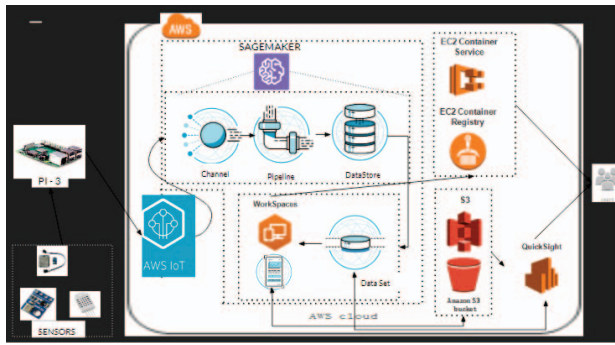 AWS
SAGEMAKER
EC2 Container
Service
EC2 Container
Registry
Channel
Pipeline
DataStore
PI - 3
WorkSpaces
S3
AWS IoT
QuickSight
Data Set
Amazon S3
bucket
AWS cloud
SENSORS